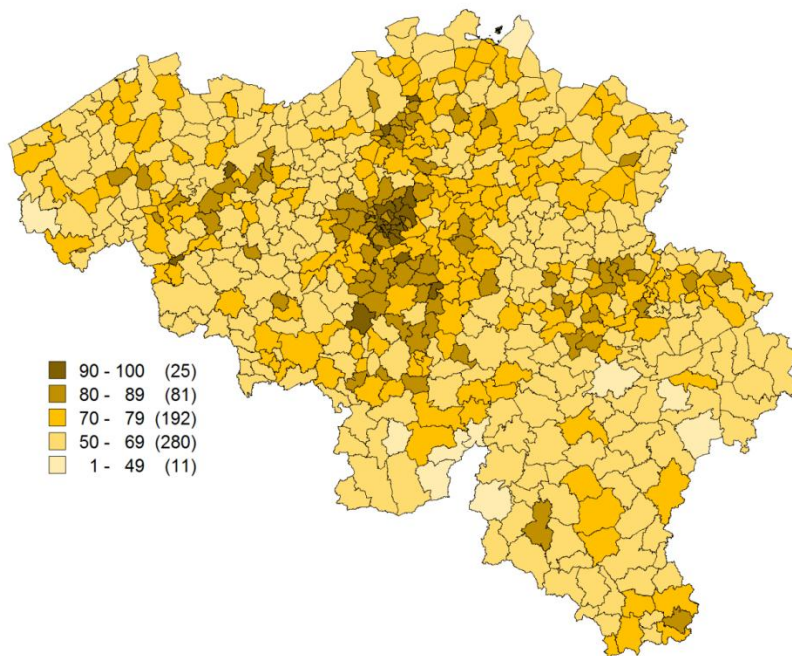 90 - 100 (25)
80 - 89 (81)
70 - 79 (192)
50 - 69 (280)
1 - 49 (11)